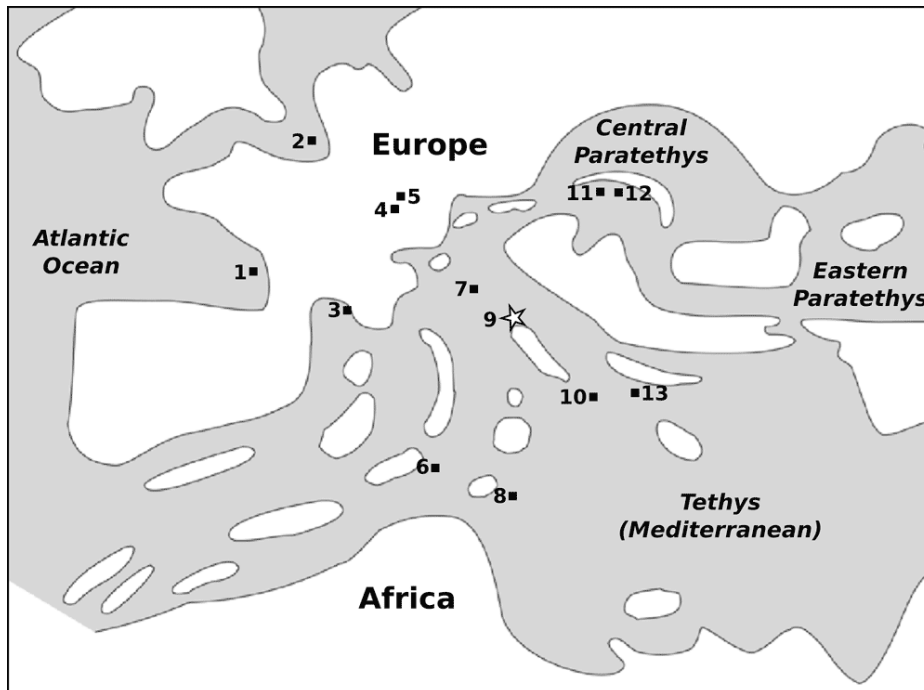 2
Europe
Central
Paratethys
5
4
11
12
Atlantic
Ocean
1
Eastern
Paratethys
7
3
9
10
13
6
8
Tethys
(Mediterranean)
Africa